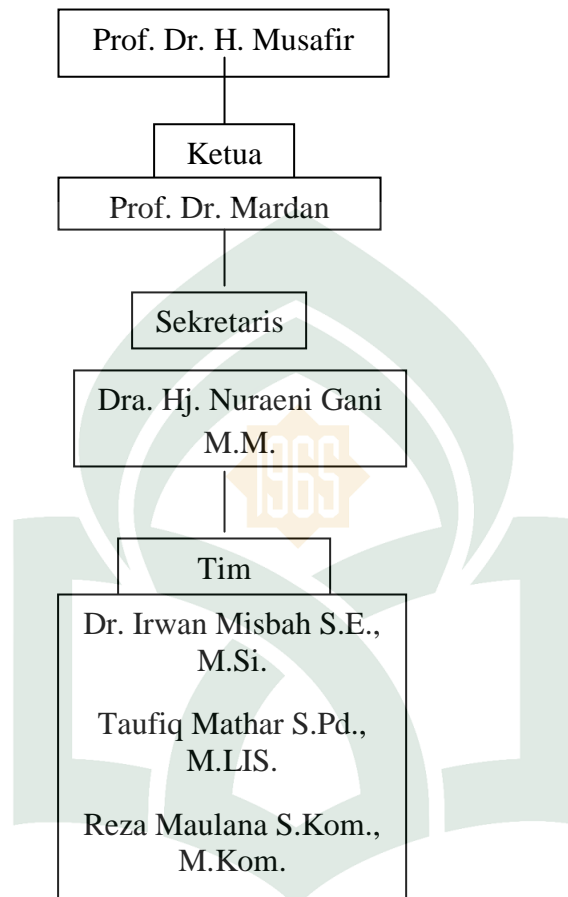 Prof. Dr. H. Musafir
Ketua
Prof. Dr. Mardan
Sekretaris
Dra. Hj. Nuraeni Gani
M.M.
1965
Tim
Dr. Irwan Misbah S.E.,
M.Si.
Taufiq Mathar S.Pd.,
M.LIS.
Reza Maulana S.Kom.,
M.Kom.